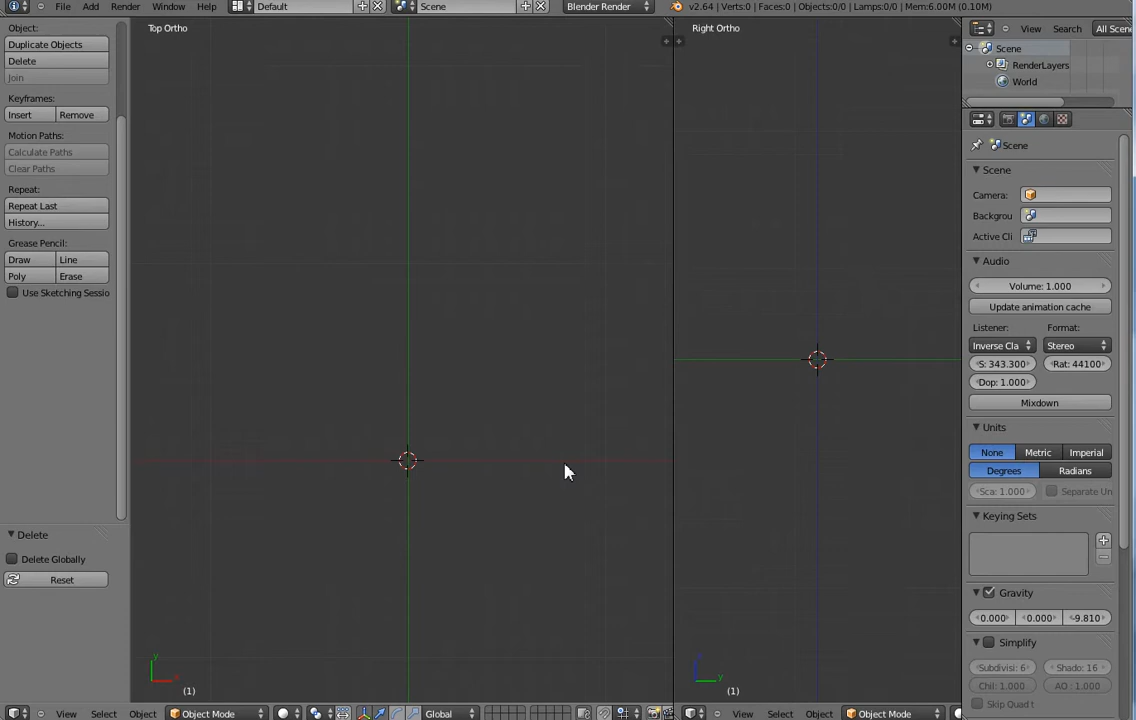 File Add Render Window Help Default Scene Blender Render v2.64 | Verts:0 | Faces:0 | Objects:0/0 | Lamps:0/0 | Mem:6.00M (0.10M)
Object:
Duplicate Objects
Delete
Join
Keyframes:
Insert Remove
Motion Paths:
Calculate Paths
Clear Paths
Repeat:
Repeat Last
History...
Grease Pencil:
Draw Line
Poly Erase
Use Sketching Sessio
Delete
Delete Globally
Reset
Top Ortho
y
x
(1)
View Select Object Object Mode Global
Right Ortho
z
y
(1)
View Select Object Object Mode
View Search All Scene
Scene
RenderLayers
World
Scene
Scene
Camera:
Backgrou
Active Cli
Audio
Volume: 1.000
Update animation cache
Listener: Format:
Inverse Cla Stereo
S: 343.300 Rat: 44100
Dop: 1.000
Mixdown
Units
None Metric Imperial
Degrees Radians
Sca: 1.000 Separate Un
Keying Sets
Gravity
0.000 0.000 -9.810
Simplify
Subdivisi: 6 Shado: 16
Chil: 1.000 AO : 1.000
Skip Quad t